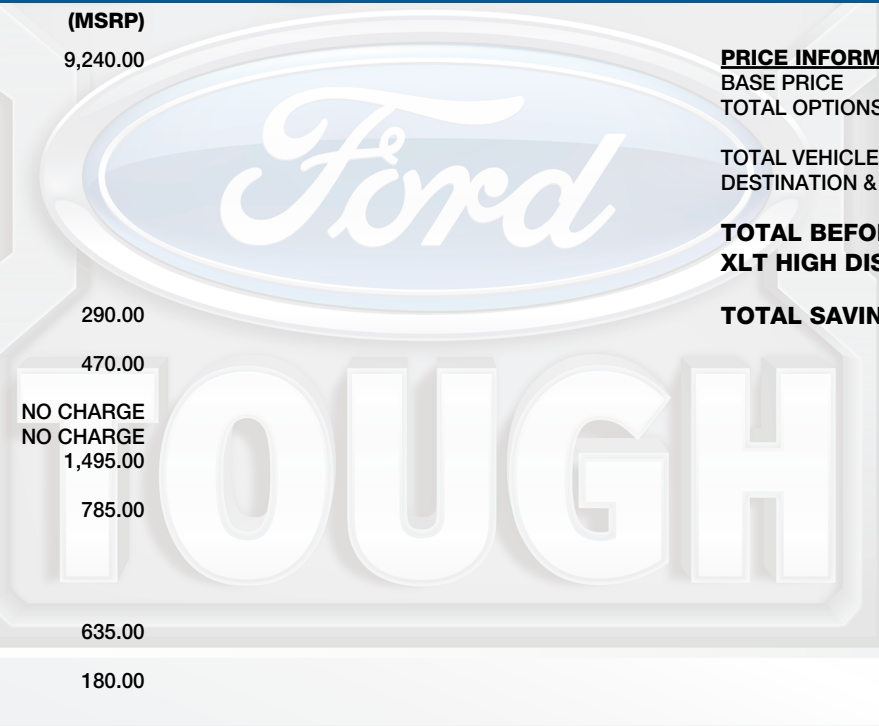 (MSRP)
9,240.00
290.00
470.00
NO CHARGE
NO CHARGE
1,495.00
785.00
635.00
180.00
PRICE INFORM
BASE PRICE
TOTAL OPTIONS
TOTAL VEHICLE
DESTINATION &
TOTAL BEFO
XLT HIGH DIS
TOTAL SAVIN
Ford
TOUGH